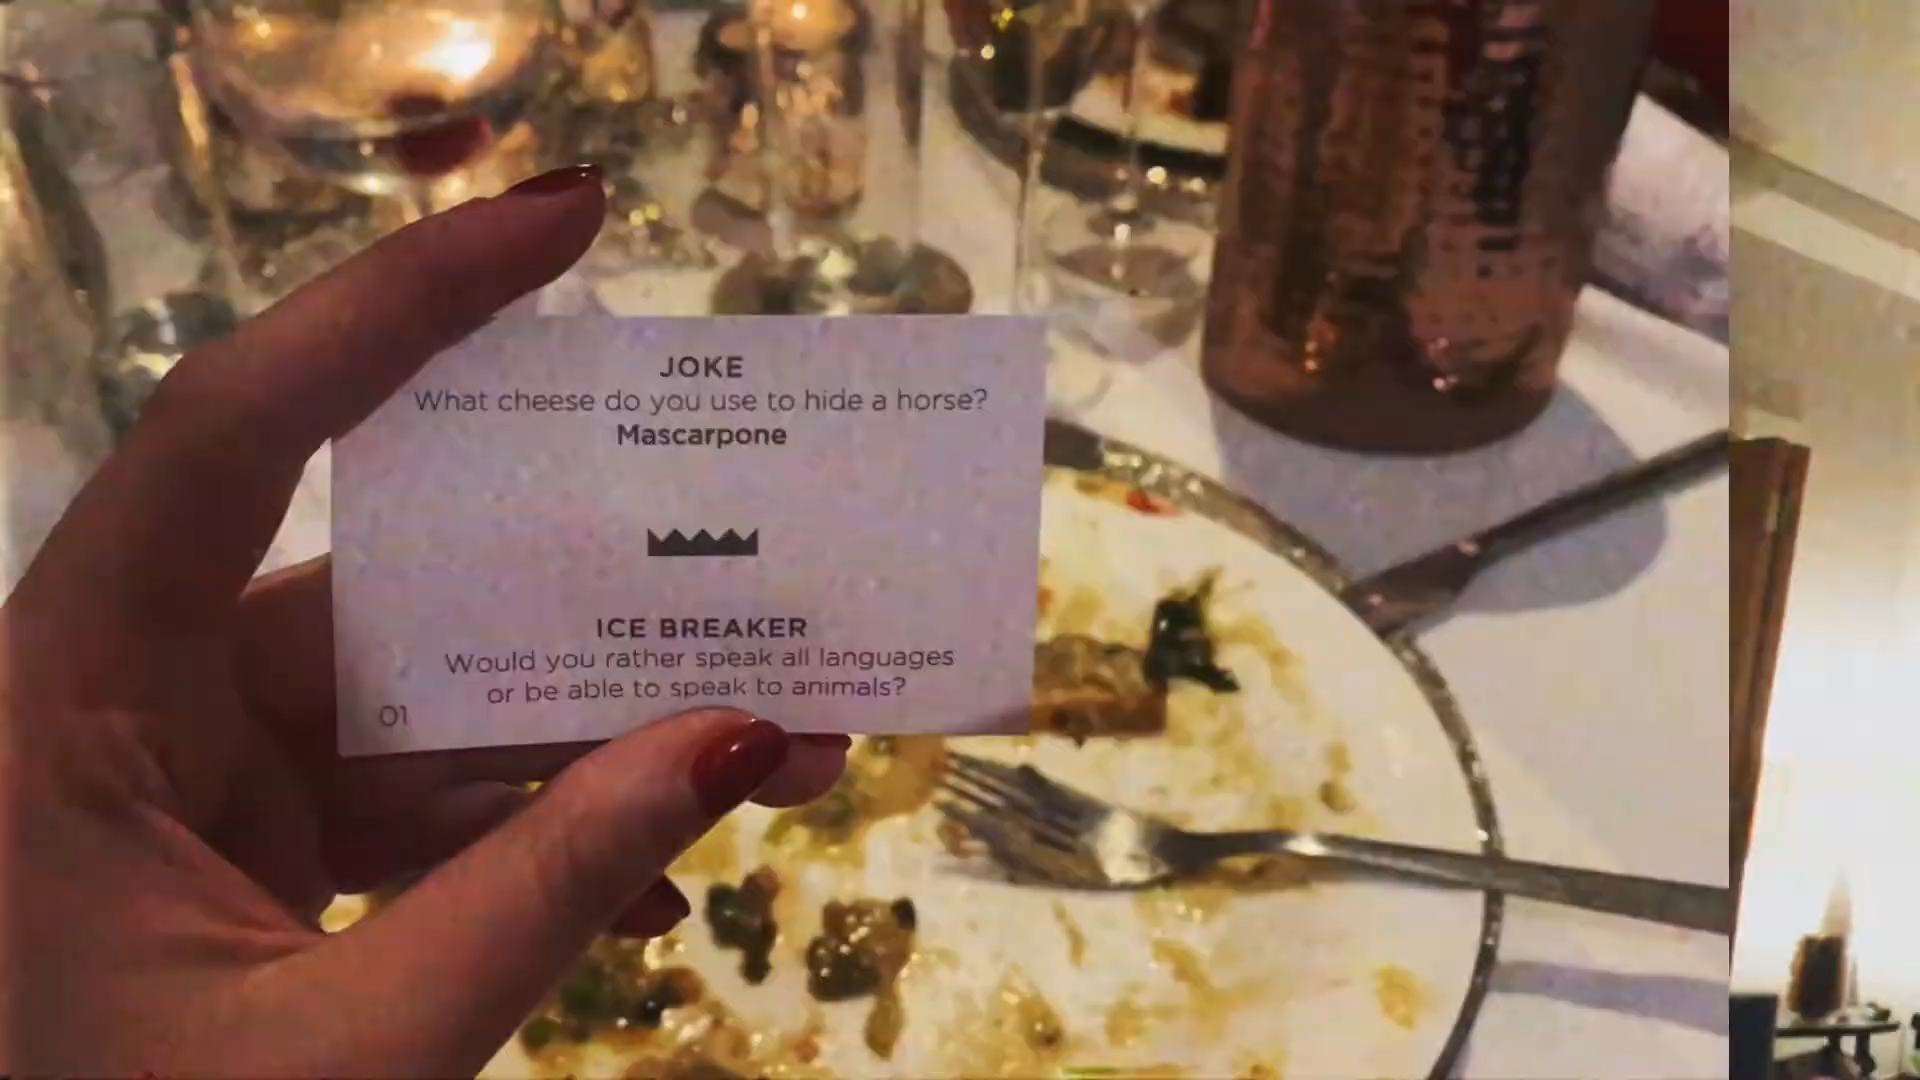 JOKE
What cheese do you use to hide a horse?
Mascarpone
ICE BREAKER
Would you rather speak all languages
or be able to speak to animals?
01